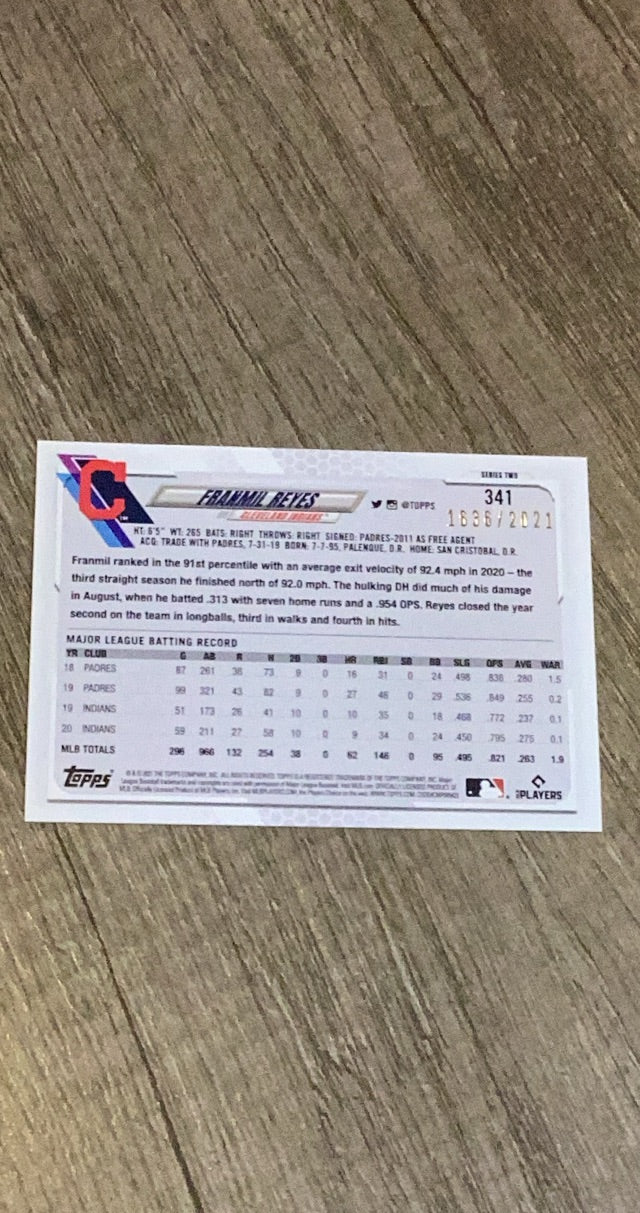 SERIES TWO
C
FRANMIL REYES
@TOPPS
341
CLEVELAND INDIANS
1636/2021
HT: 6'5" WT: 265 BATS: RIGHT THROWS: RIGHT SIGNED: PADRES-2011 AS FREE AGENT
ACQ: TRADE WITH PADRES, 7-31-19 BORN: 7-7-95, PALENQUE, D.R. HOME: SAN CRISTOBAL, D.R.
Franmil ranked in the 91st percentile with an average exit velocity of 92.4 mph in 2020 – the
third straight season he finished north of 92.0 mph. The hulking DH did much of his damage
in August, when he batted .313 with seven home runs and a .954 OPS. Reyes closed the year
second on the team in longballs, third in walks and fourth in hits.
MAJOR LEAGUE BATTING RECORD
YR CLUB G AB R H 2B 3B HR RBI SB BB SLG OPS AVG WAR
18 PADRES 87 261 36 73 9 0 16 31 0 24 .498 .838 .280 1.5
19 PADRES 99 321 43 82 9 0 27 46 0 29 .536 .849 .255 0.2
19 INDIANS 51 173 26 41 10 0 10 35 0 18 .468 .772 .237 0.1
20 INDIANS 59 211 27 58 10 0 9 34 0 24 .450 .795 .275 0.1
MLB TOTALS 296 966 132 254 38 0 62 146 0 95 .495 .821 .263 1.9
Topps
PLAYERS